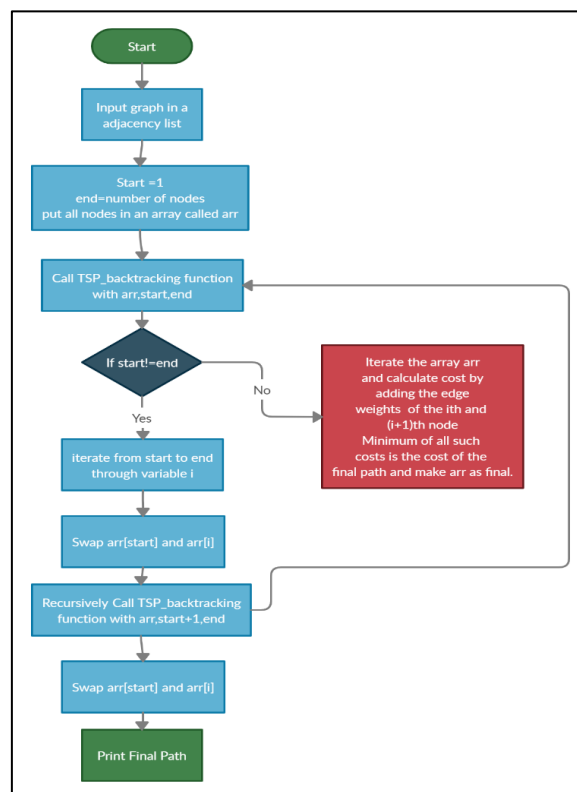 Start
Input graph in a
adjacency list
Start =1
end=number of nodes
put all nodes in an array called arr
Call TSP_backtracking function
with arr,start,end
If start!=end
No
Iterate the array arr
and calculate cost by
adding the edge
weights of the ith and
(i+1)th node
Minimum of all such
costs is the cost of the
final path and make arr as final.
Yes
iterate from start to end
through variable i
Swap arr[start] and arr[i]
Recursively Call TSP_backtracking
function with arr,start+1,end
Swap arr[start] and arr[i]
Print Final Path